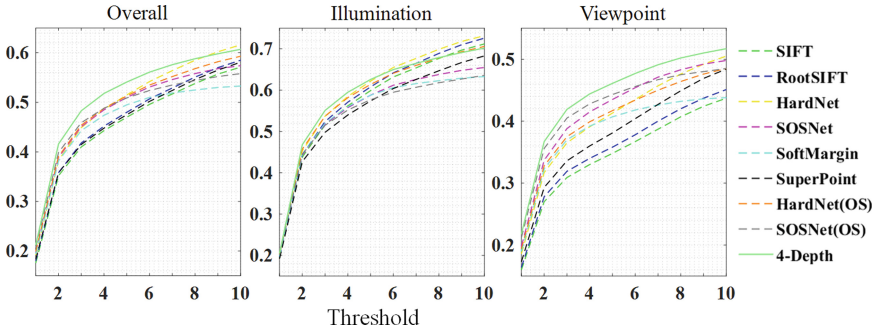 Overall
Illumination
Viewpoint
0.6
0.5
0.4
0.3
0.2
2 4 6 8 10
0.7
0.6
0.5
0.4
0.3
0.2
2 4 6 8 10
0.5
0.4
0.3
0.2
2 4 6 8 10
Threshold
SIFT
RootSIFT
HardNet
SOSNet
SoftMargin
SuperPoint
HardNet(OS)
SOSNet(OS)
4-Depth